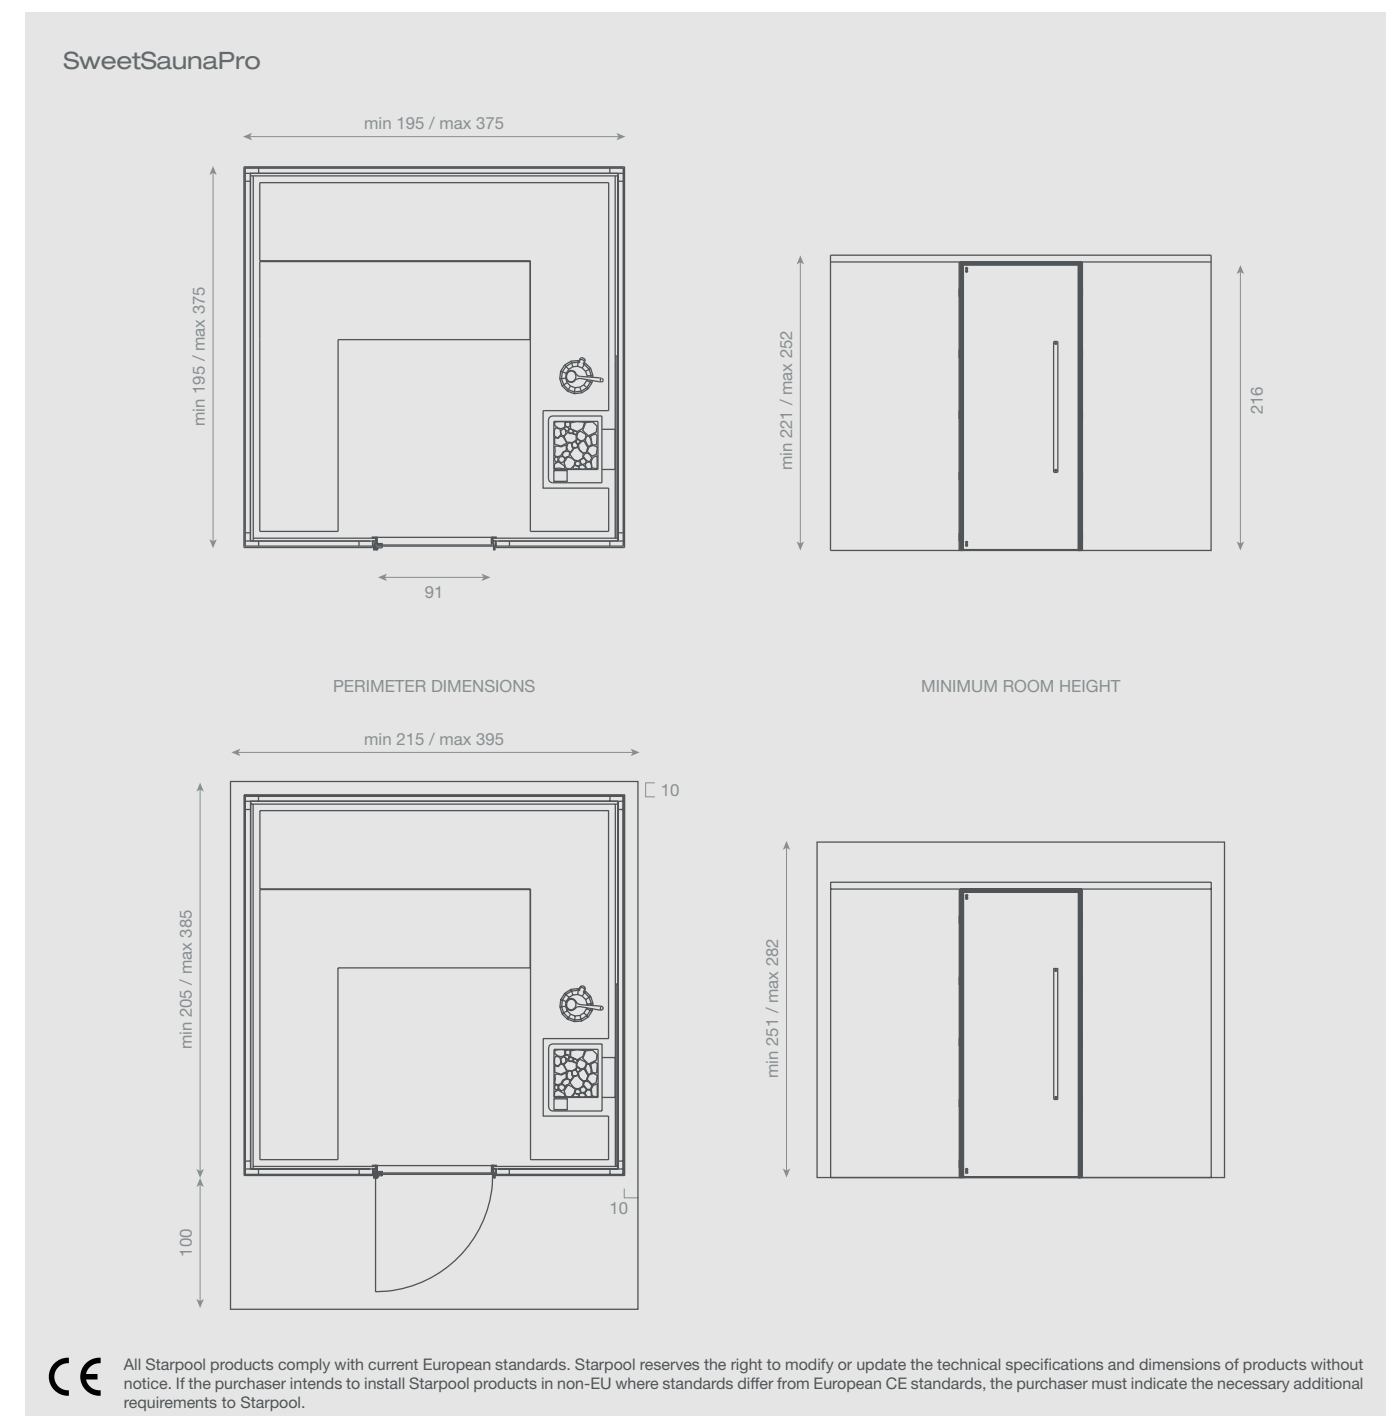 SweetSaunaPro
min 195 / max 375
min 195 / max 375
91
min 221 / max 252
216
PERIMETER DIMENSIONS
MINIMUM ROOM HEIGHT
min 215 / max 395
10
min 205 / max 385
10
100
min 251 / max 282
CE
All Starpool products comply with current European standards. Starpool reserves the right to modify or update the technical specifications and dimensions of products without
notice. If the purchaser intends to install Starpool products in non-EU where standards differ from European CE standards, the purchaser must indicate the necessary additional
requirements to Starpool.